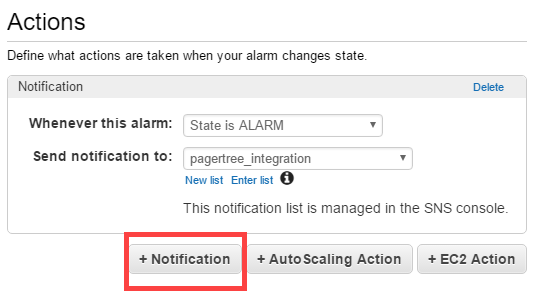 Actions
Define what actions are taken when your alarm changes state.
Notification Delete
Whenever this alarm: State is ALARM
Send notification to: pagertree_integration
New list Enter list i
This notification list is managed in the SNS console.
+ Notification + AutoScaling Action + EC2 Action